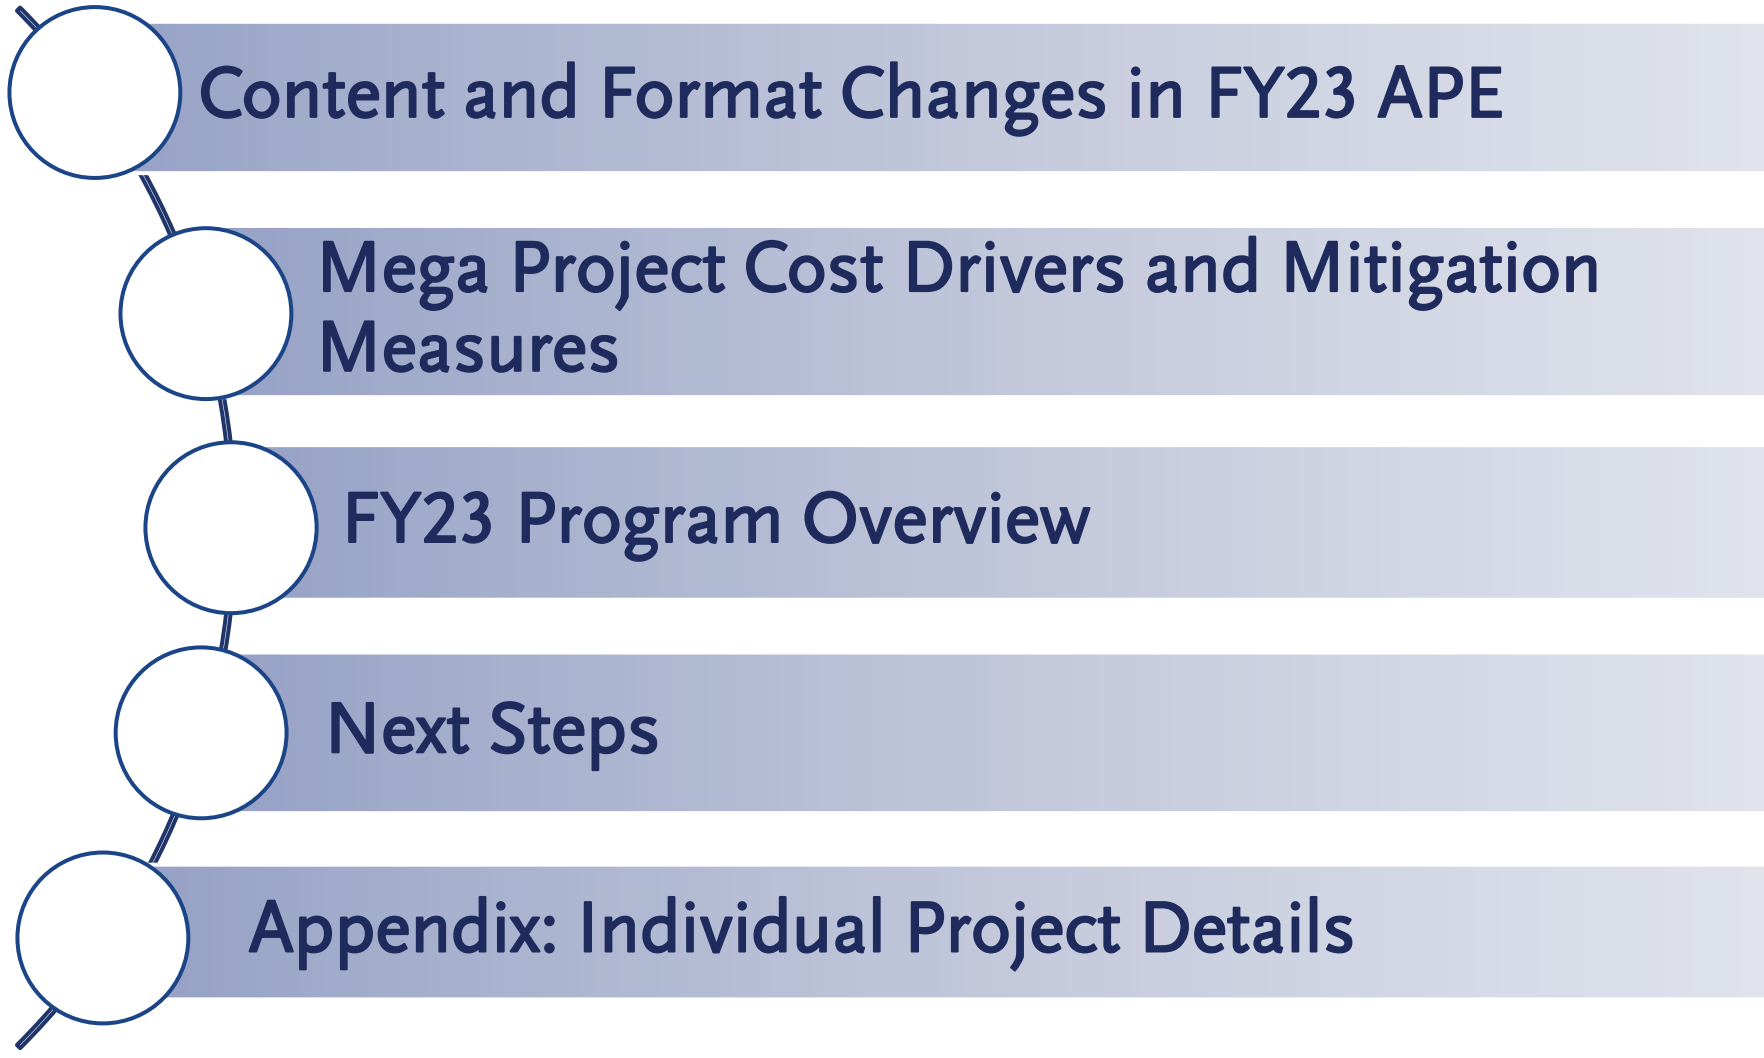 Content and Format Changes in FY23 APE
Mega Project Cost Drivers and Mitigation
Measures
FY23 Program Overview
Next Steps
Appendix: Individual Project Details